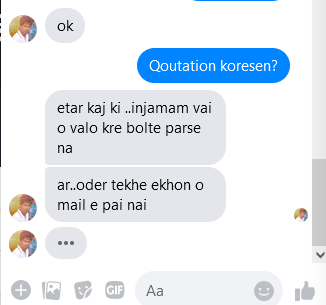 ok
Qoutation koresen?
etar kaj ki ..injamam vai
o valo kre bolte parse
na
ar..oder tekhe ekhon o
mail e pai nai
GIF
Aa